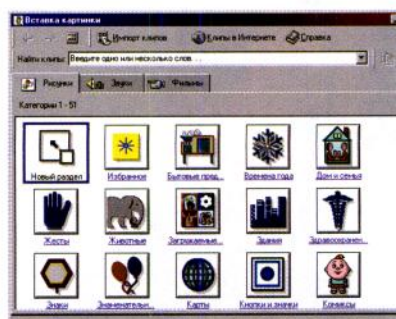 Вставка картинки
Импорт клипов Клипы в Интернете Справка
Найти клипы: Введите одно или несколько слов...
Рисунки Звуки Фильмы
Категории 1 - 51
Новый раздел Избранное Бытовые пред... Времена года Дом и семья
Жесты Животные Загружаемые... Здания Здравоохранен...
Знаки Знаменательн... Карты Кнопки и значки Комиксы